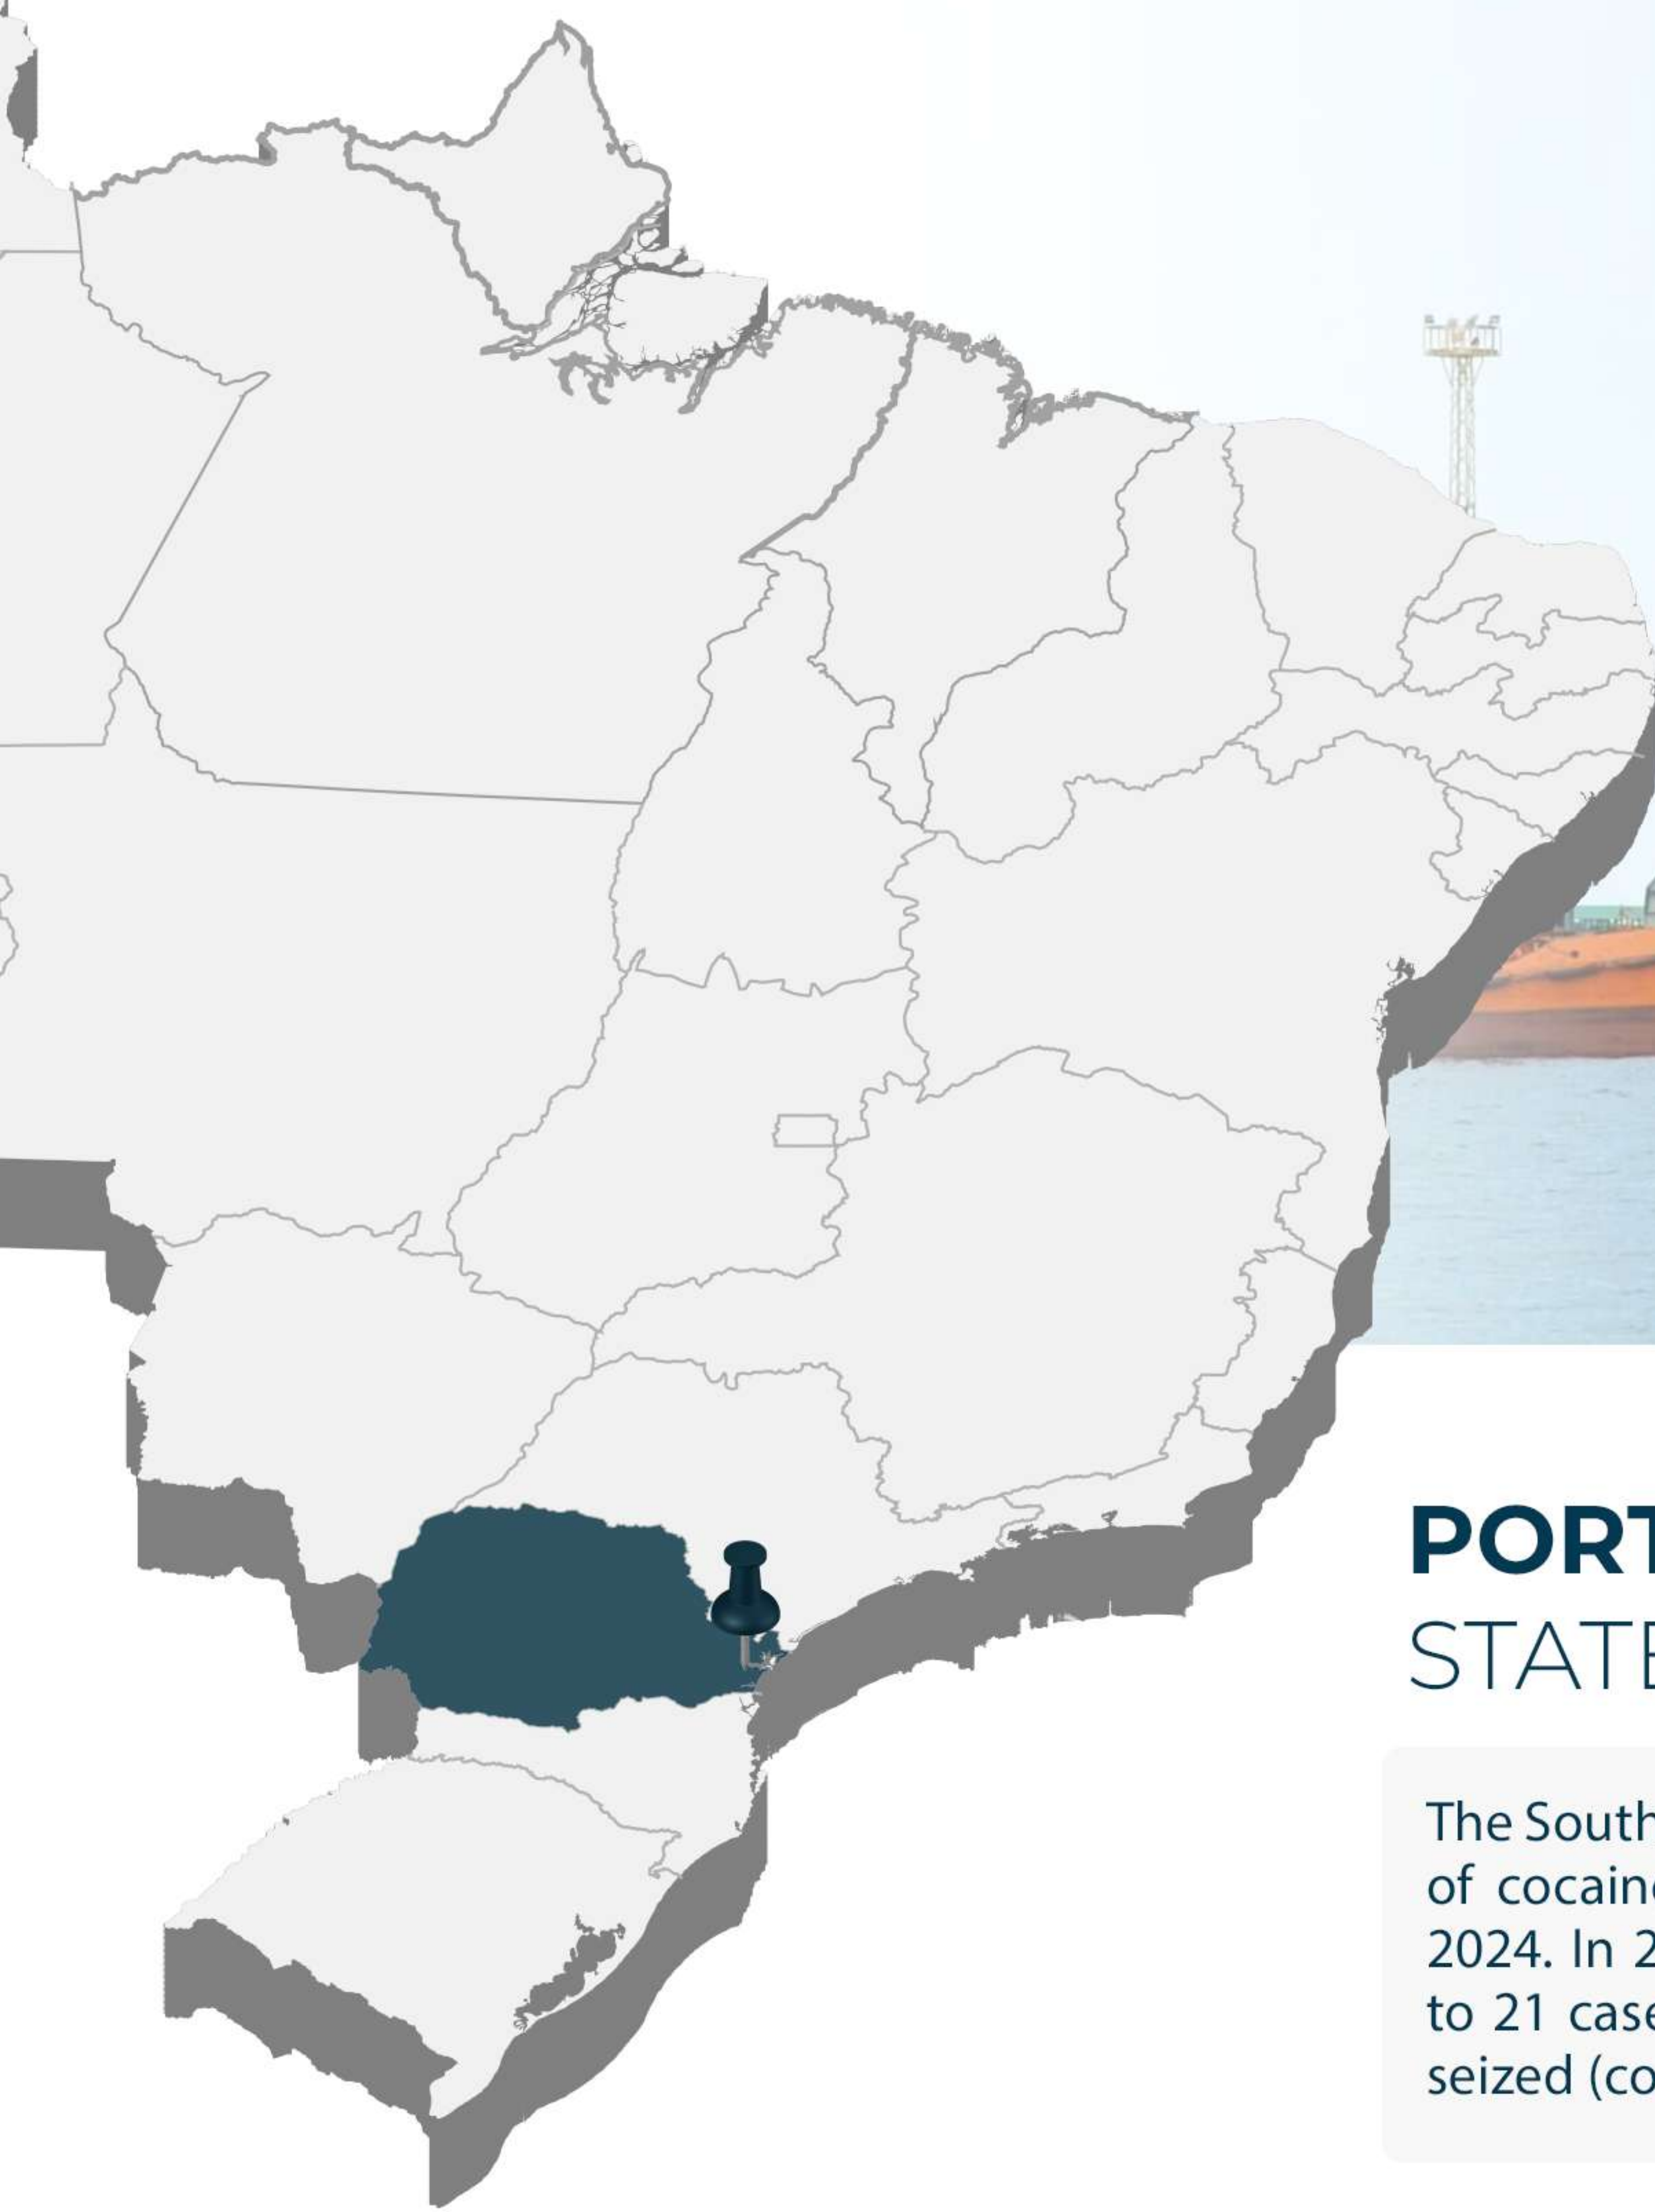 PORT
STATE
The South
of cocaine
2024. In 2
to 21 case
seized (co